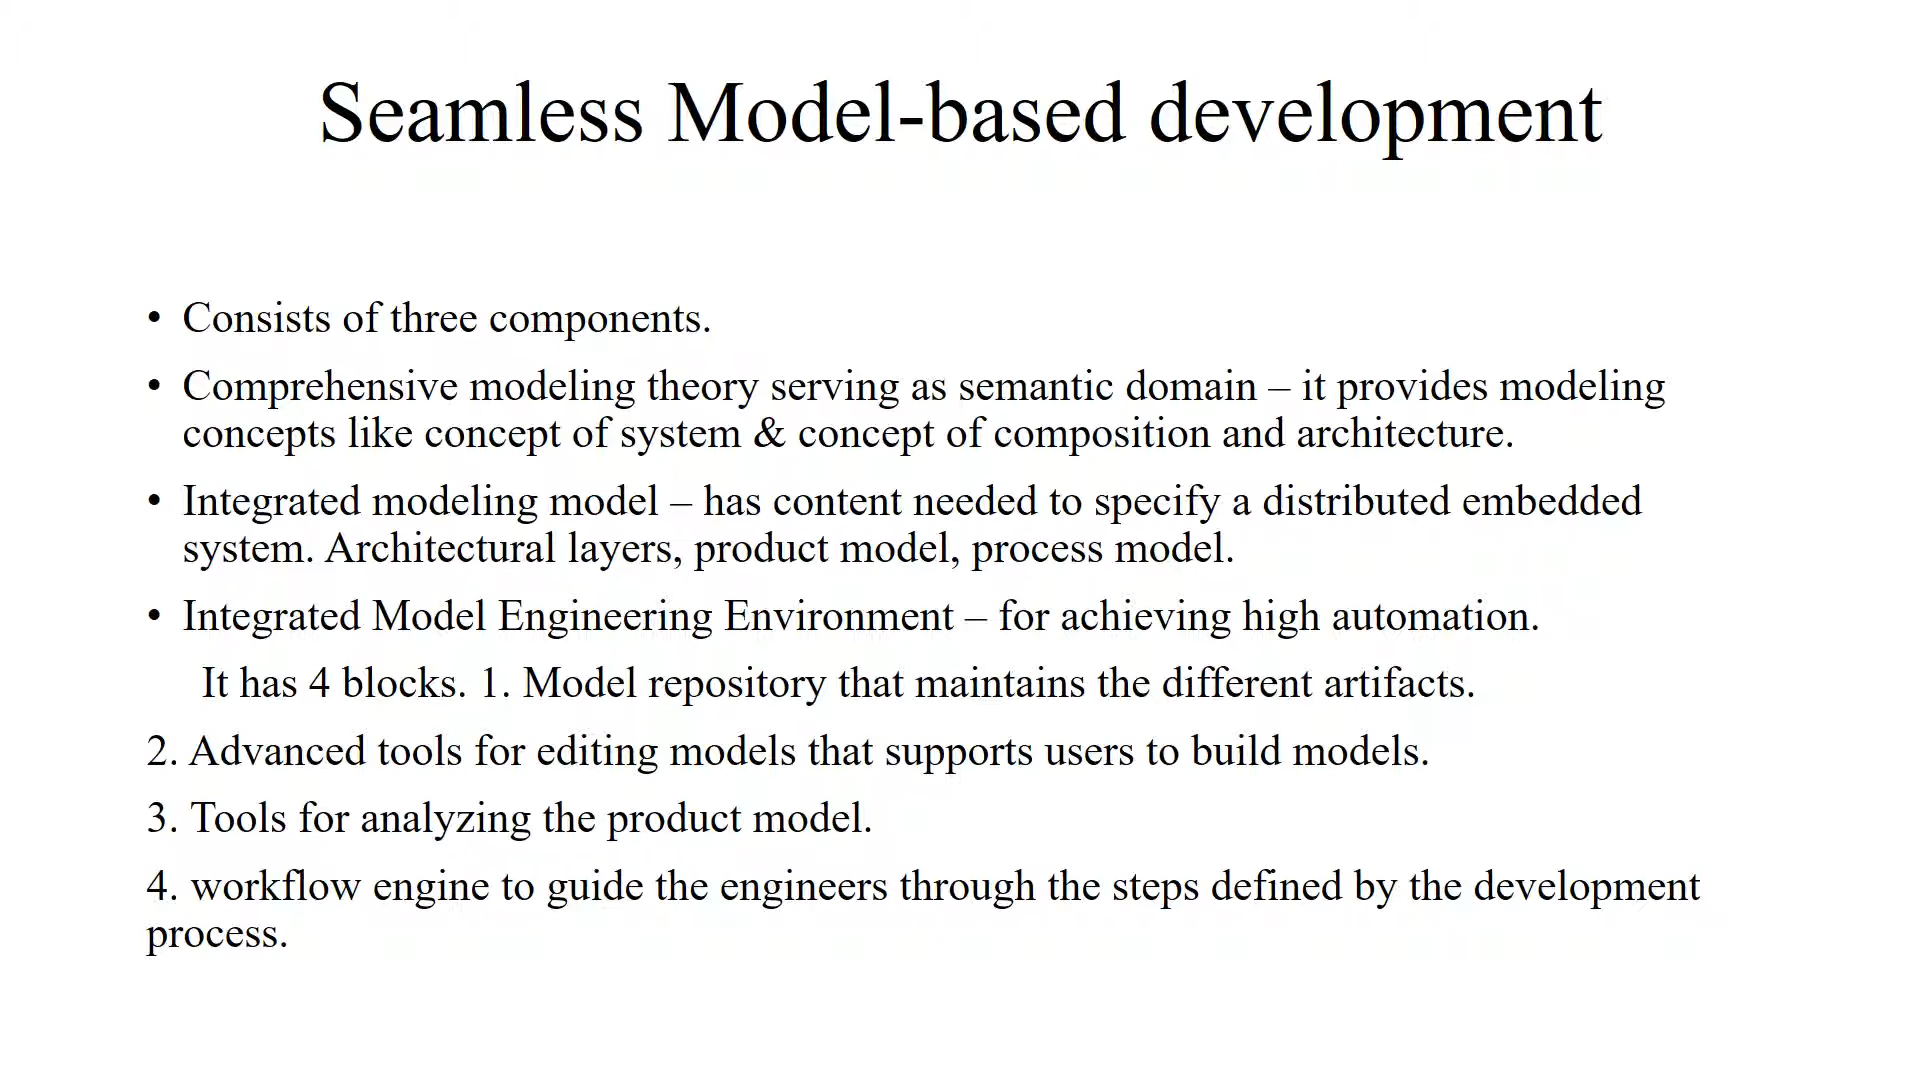 Seamless Model-based development
• Consists of three components.
• Comprehensive modeling theory serving as semantic domain – it provides modeling
concepts like concept of system & concept of composition and architecture.
• Integrated modeling model – has content needed to specify a distributed embedded
system. Architectural layers, product model, process model.
• Integrated Model Engineering Environment – for achieving high automation.
It has 4 blocks. 1. Model repository that maintains the different artifacts.
2. Advanced tools for editing models that supports users to build models.
3. Tools for analyzing the product model.
4. workflow engine to guide the engineers through the steps defined by the development
process.